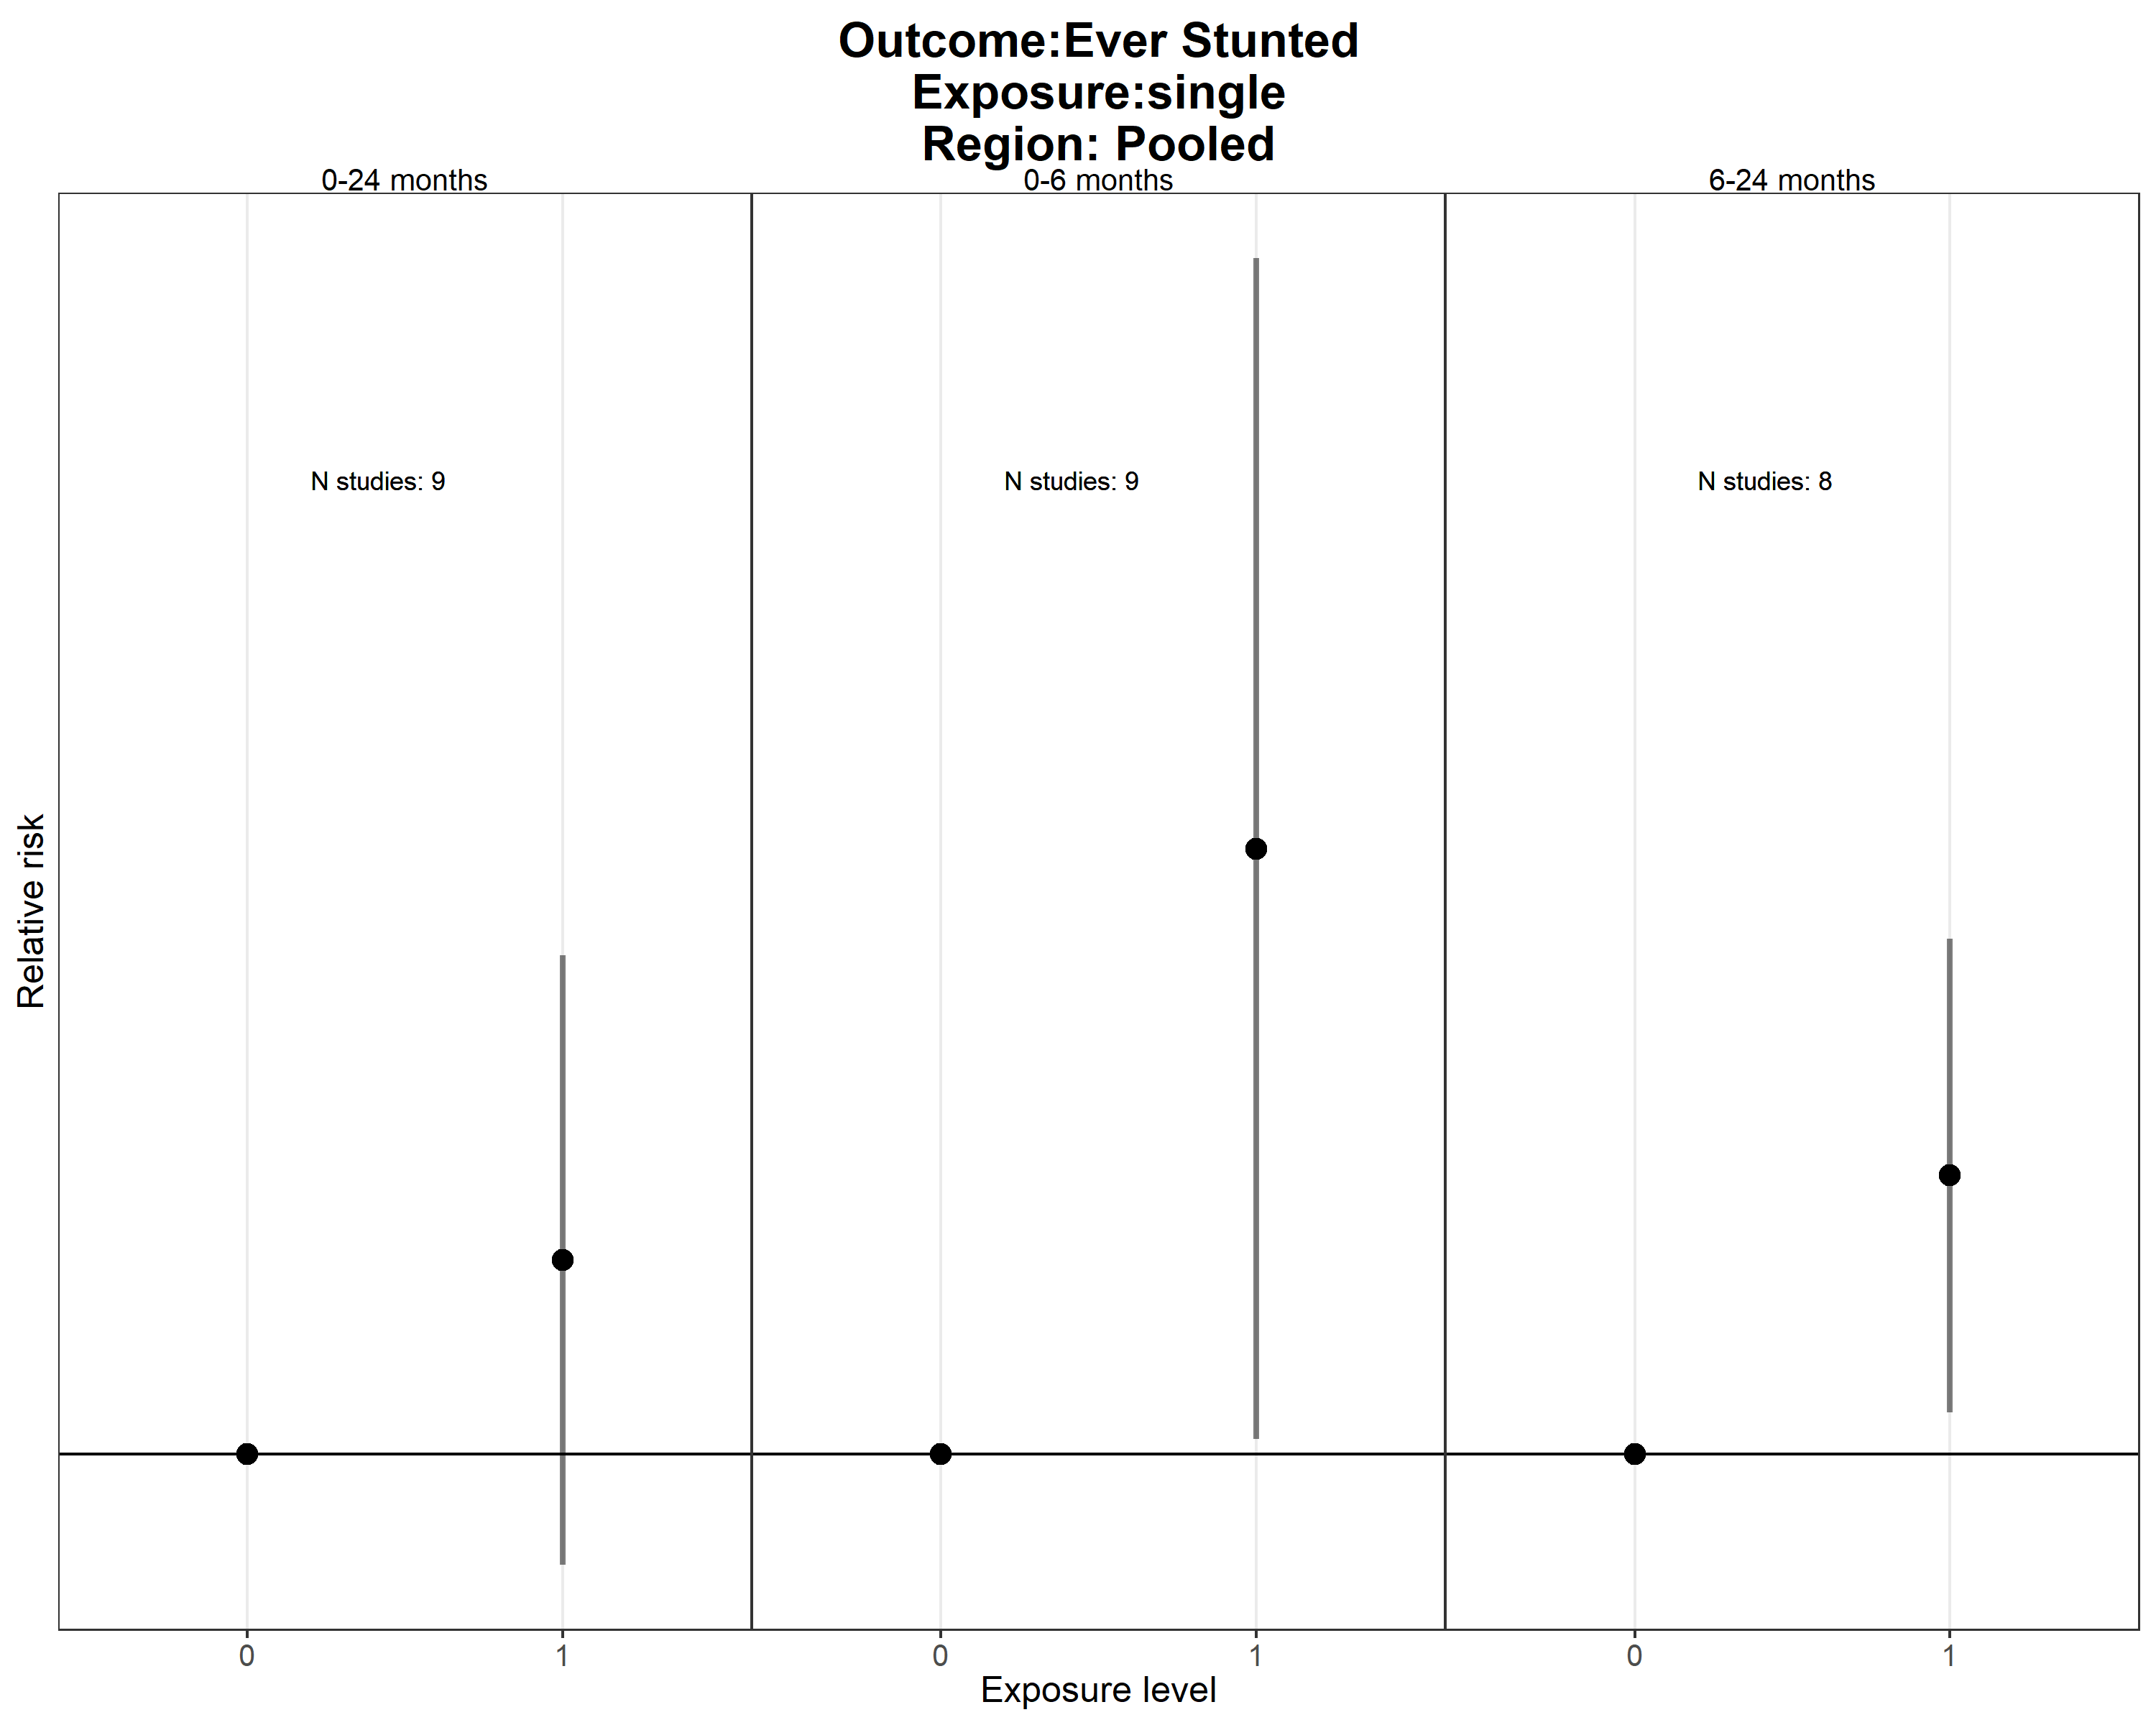 Outcome:Ever Stunted
Exposure:single
Region: Pooled
0-24 months
0-6 months
6-24 months
N studies: 9
N studies: 9
N studies: 8
Relative risk
0
1
0
1
0
1
Exposure level